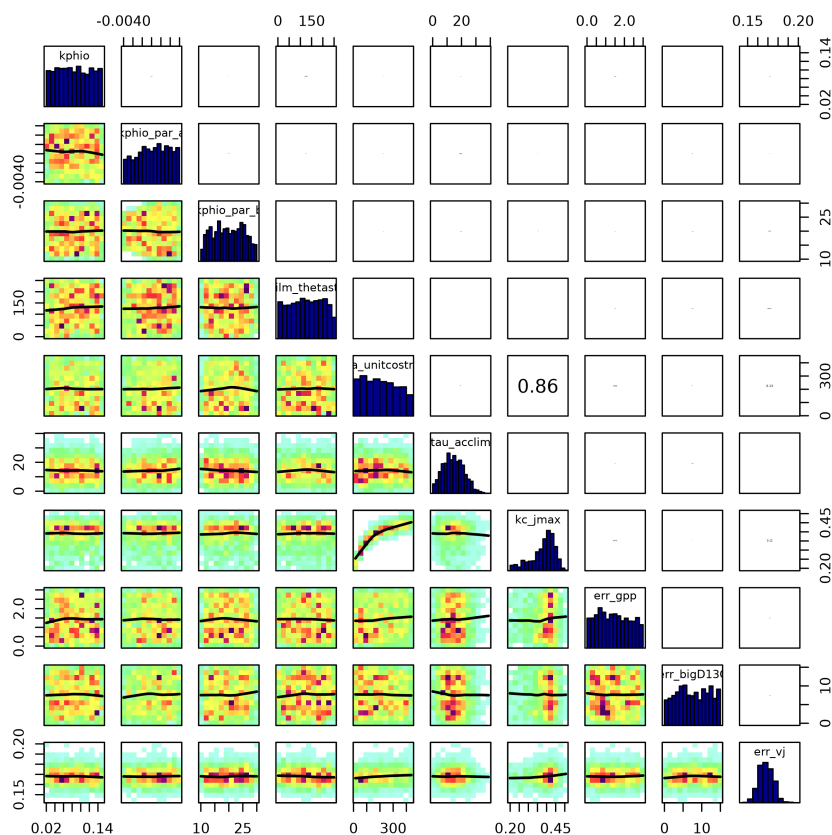 -0.0040
0 150
0 20
0.0 2.0
0.15 0.20
kphio
0.02 0.14
kphio_par_a
-0.0040
kphio_par_b
10 25
ilm_thetast
0 150
a_unitcostr
0.86
0 300
tau_acclim
0 20
kc_jmax
0.20 0.45
err_gpp
0.0 2.0
err_bigD13C
0 10
err_vj
0.15 0.20
0.02 0.14
10 25
0 300
0.20 0.45
0 10